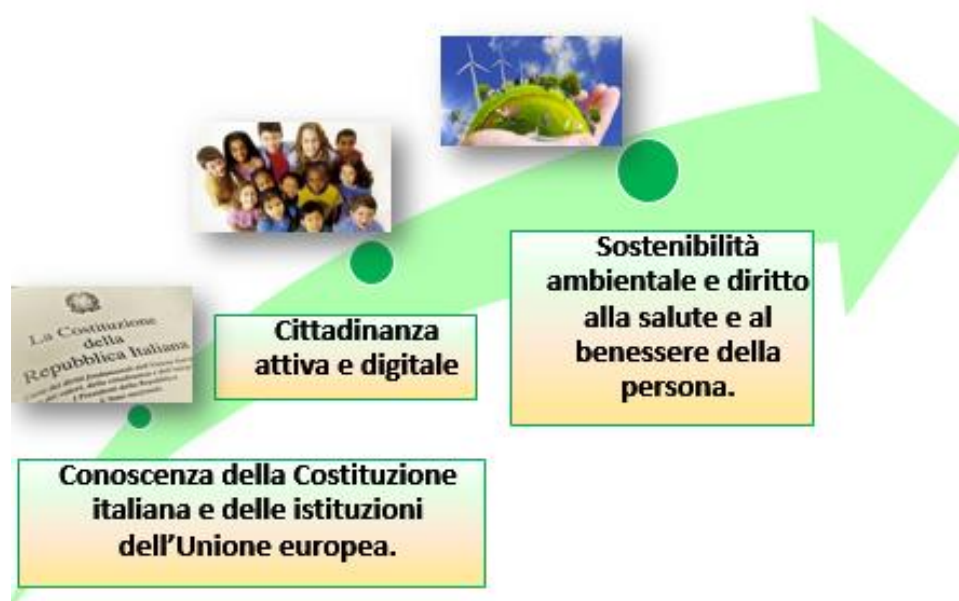 La Costituzione
della
Repubblica Italiana
Conoscenza della Costituzione
italiana e delle istituzioni
dell'Unione europea.
Cittadinanza
attiva e digitale
Sostenibilità
ambientale e diritto
alla salute e al
benessere della
persona.